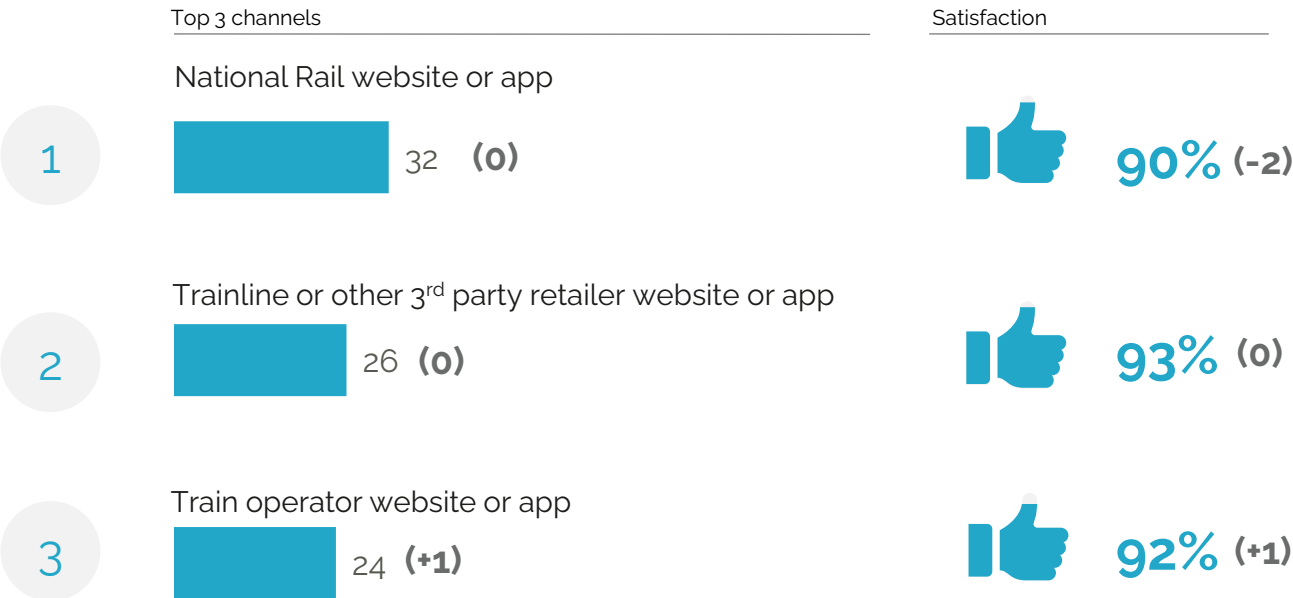 Top 3 channels
Satisfaction
National Rail website or app
1
32 (0)
90% (-2)
Trainline or other 3rd party retailer website or app
2
26 (0)
93% (0)
Train operator website or app
3
24 (+1)
92% (+1)